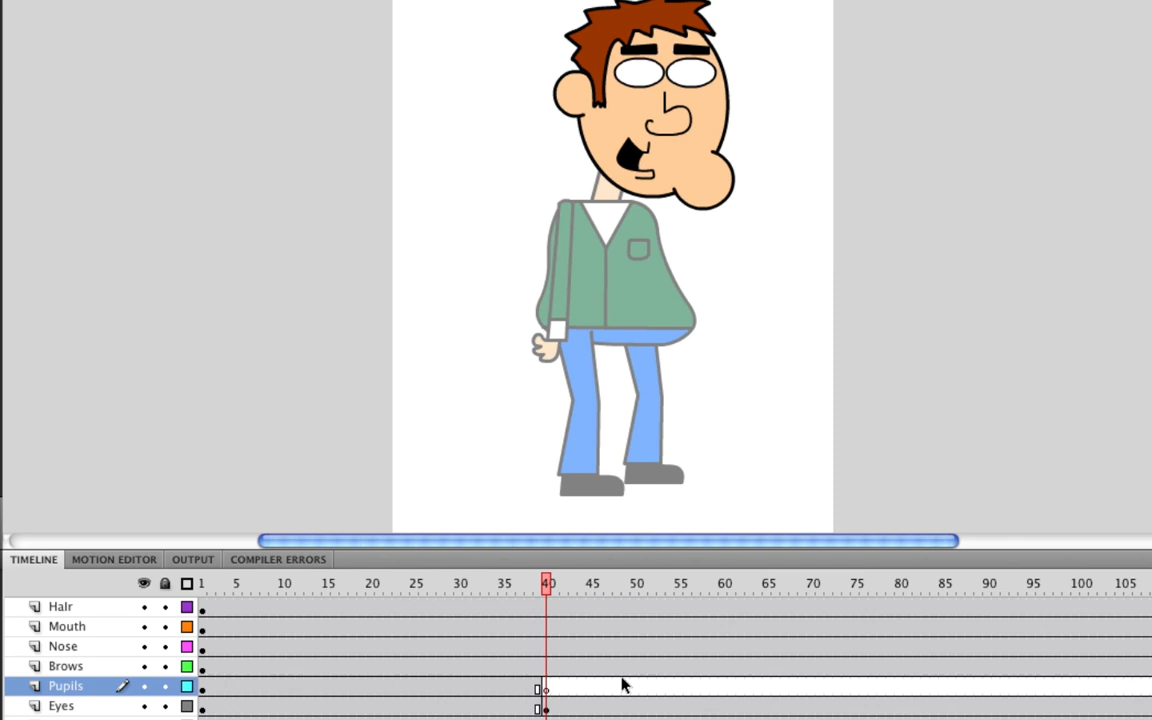 TIMELINE MOTION EDITOR OUTPUT COMPILER ERRORS
1 5 10 15 20 25 30 35 40 45 50 55 60 65 70 75 80 85 90 95 100 105
Hair
Mouth
Nose
Brows
Pupils
Eyes